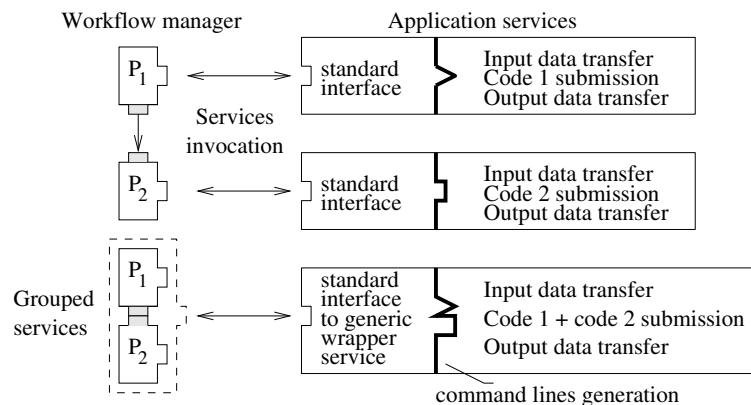 Workflow manager
Application services
P1
standard
interface
Input data transfer
Code 1 submission
Output data transfer
Services
invocation
P2
standard
interface
Input data transfer
Code 2 submission
Output data transfer
Grouped
services
P1
P2
standard
interface
to generic
wrapper
service
Input data transfer
Code 1 + code 2 submission
Output data transfer
command lines generation